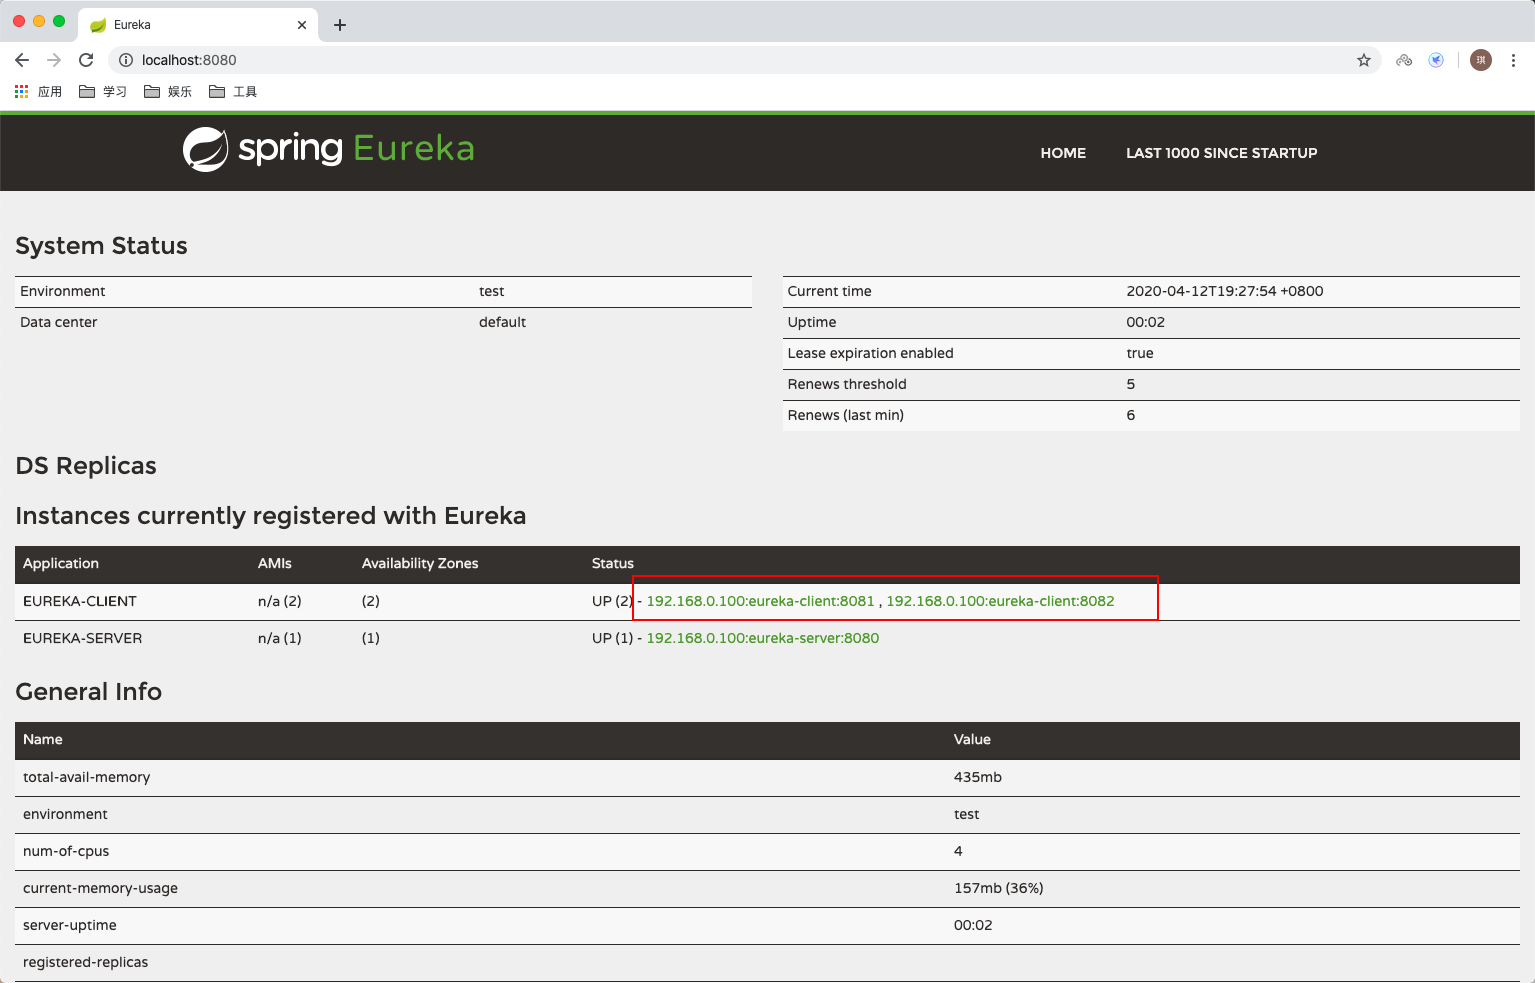 Eureka
localhost:8080
琪
应用 学习 娱乐 工具
spring Eureka
HOME LAST 1000 SINCE STARTUP
System Status
Environment test
Data center default
Current time 2020-04-12T19:27:54 +0800
Uptime 00:02
Lease expiration enabled true
Renews threshold 5
Renews (last min) 6
DS Replicas
Instances currently registered with Eureka
Application AMIs Availability Zones Status
EUREKA-CLIENT n/a (2) (2) UP (2) - 192.168.0.100:eureka-client:8081 , 192.168.0.100:eureka-client:8082
EUREKA-SERVER n/a (1) (1) UP (1) - 192.168.0.100:eureka-server:8080
General Info
Name Value
total-avail-memory 435mb
environment test
num-of-cpus 4
current-memory-usage 157mb (36%)
server-uptime 00:02
registered-replicas